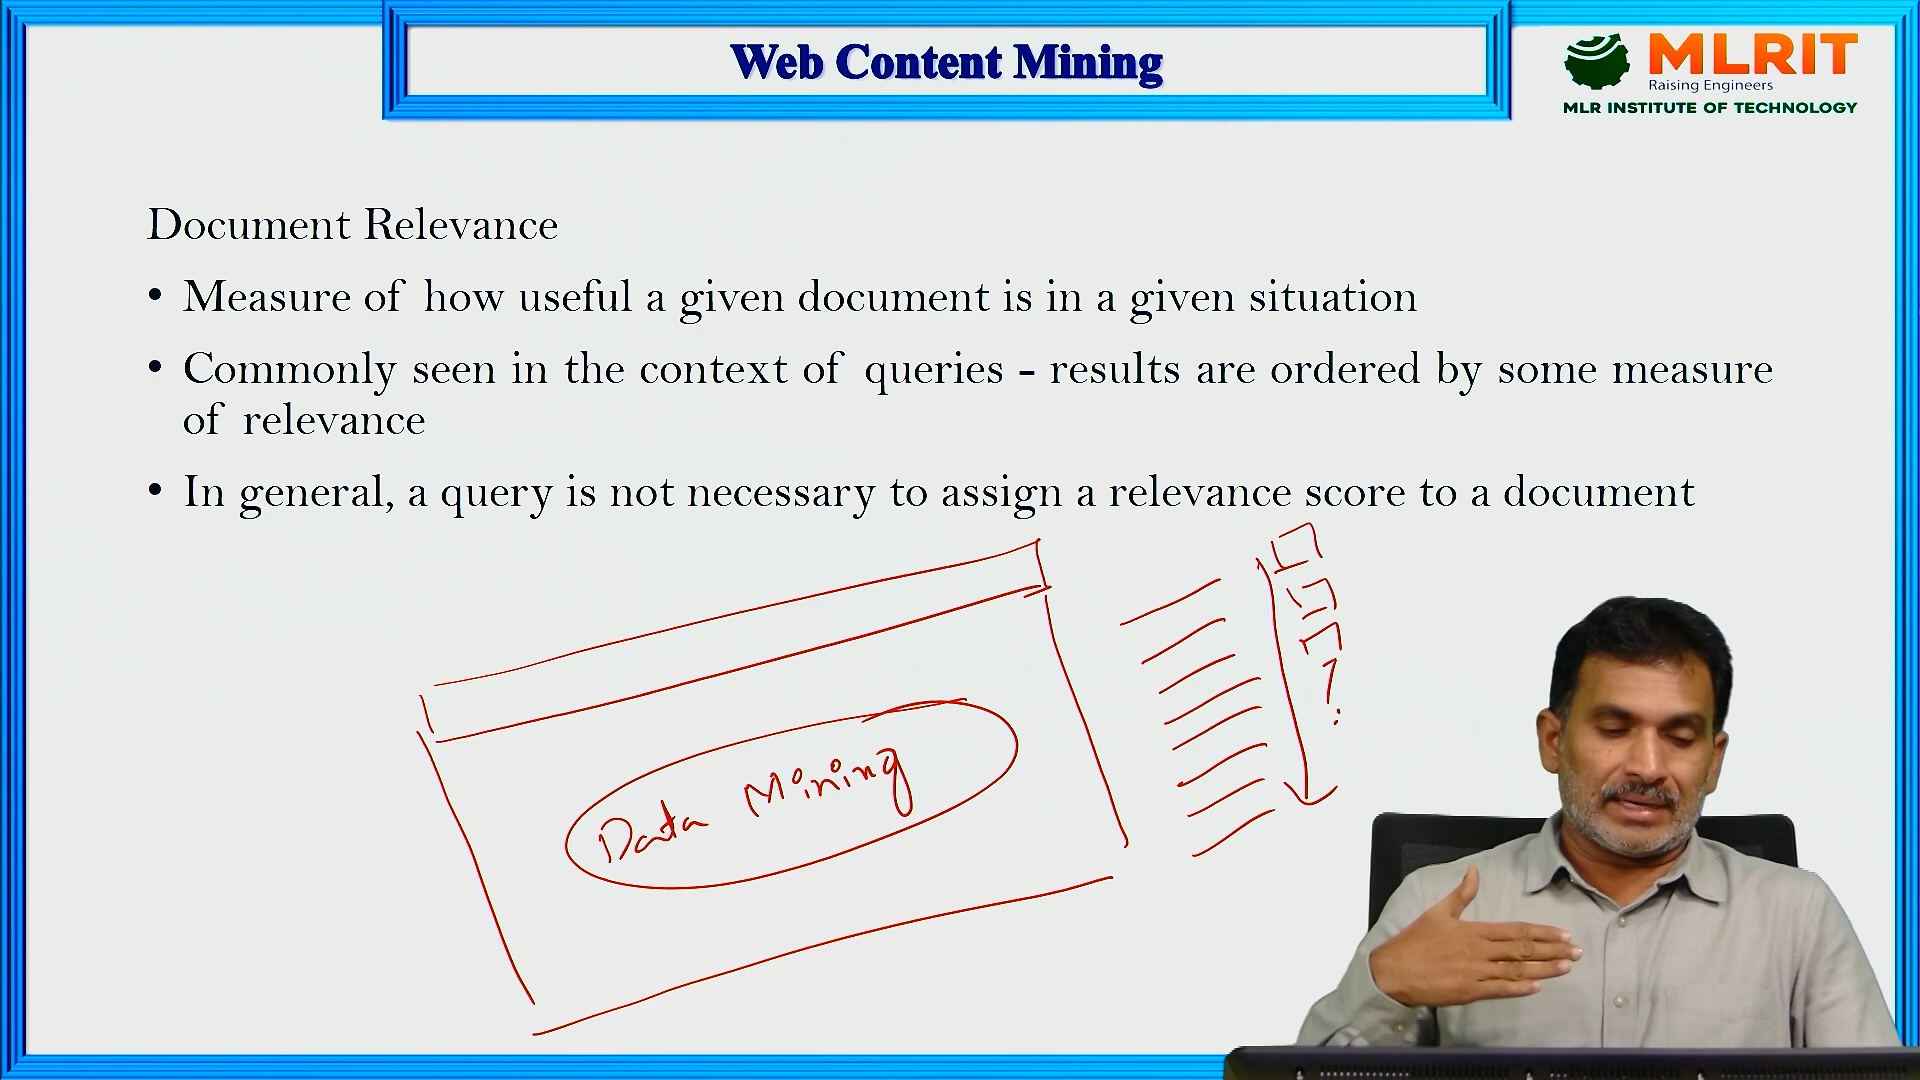 Web Content Mining
MLRIT
Raising Engineers
MLR INSTITUTE OF TECHNOLOGY
Document Relevance
• Measure of how useful a given document is in a given situation
• Commonly seen in the context of queries - results are ordered by some measure
of relevance
• In general, a query is not necessary to assign a relevance score to a document
Data Mining